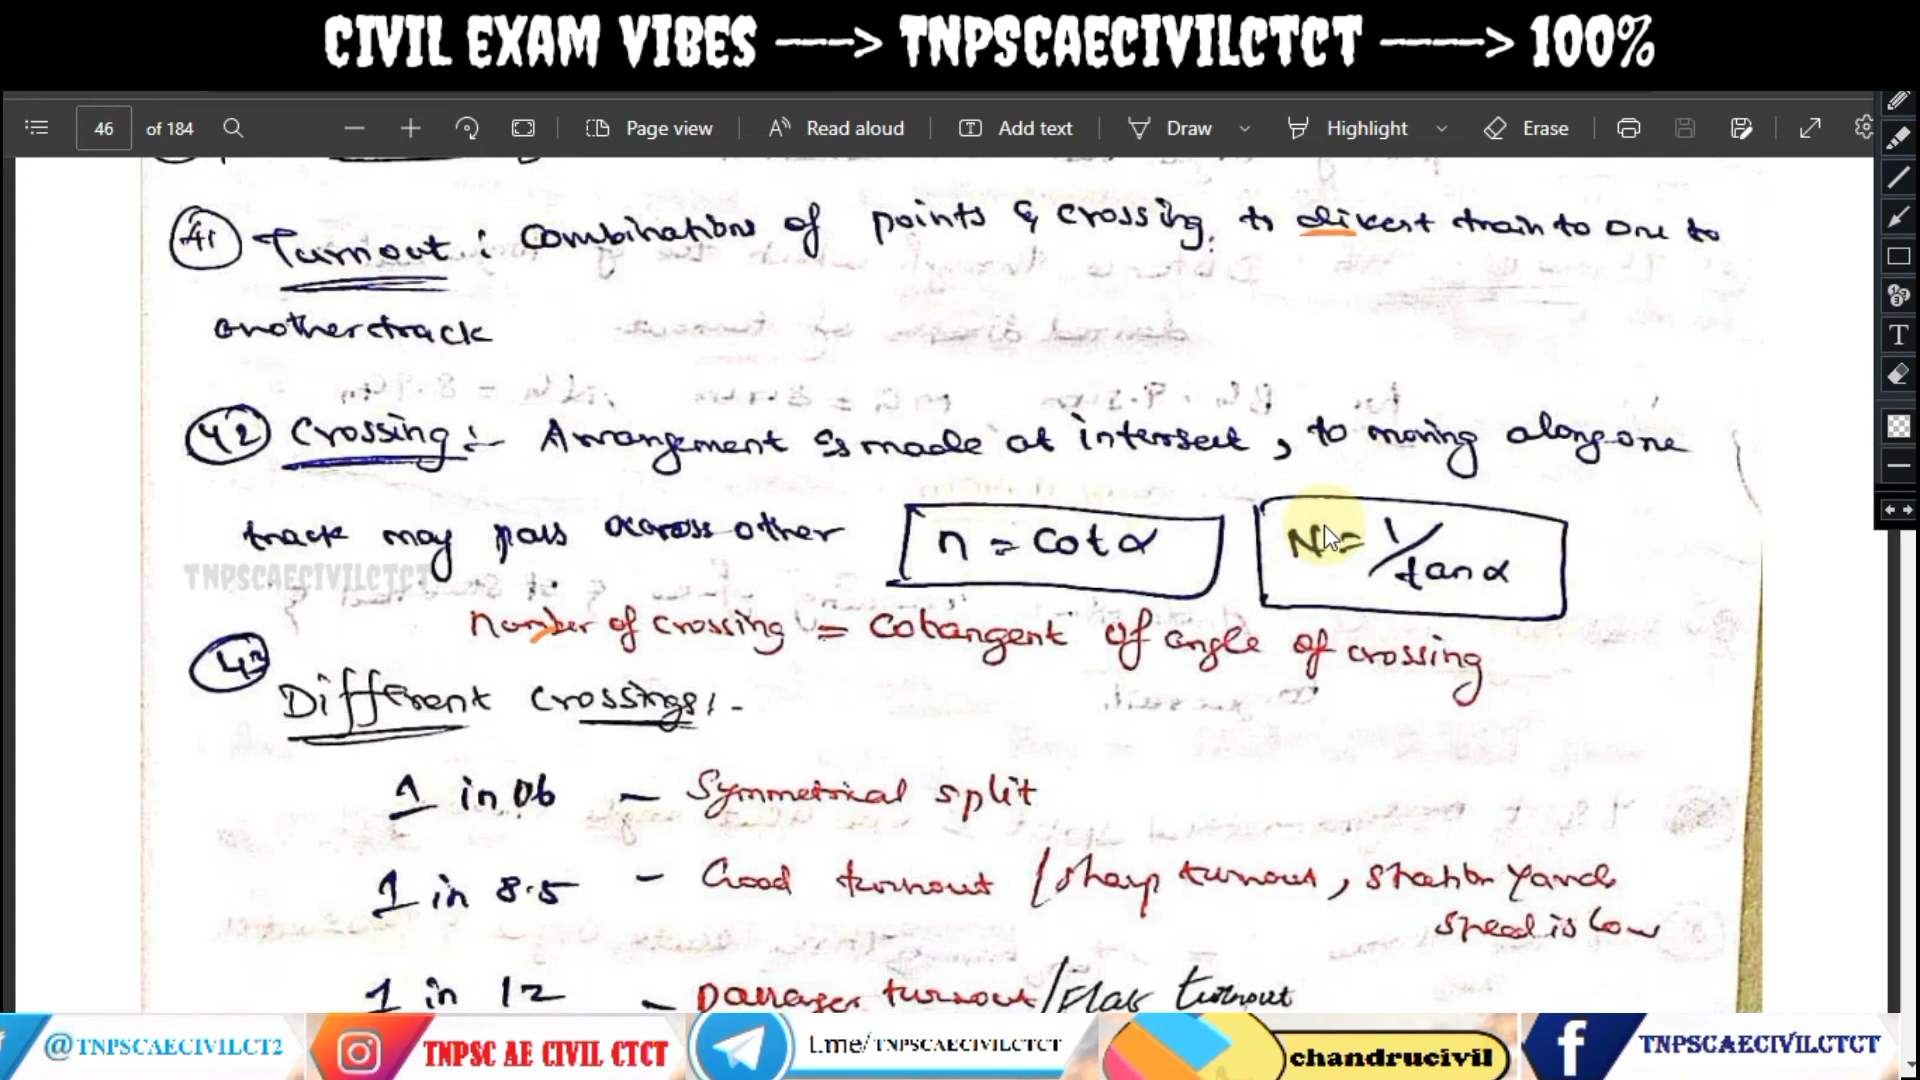 CIVIL EXAM VIBES ---> TNPSCAECIVILCTCT ----> 100%
46 of 184 Page view Read aloud Add text Draw Highlight Erase
41 Turnout : Combinations of points & crossing to divert train to one to
another track
42 Crossing :- Arrangement is made at intersect, to moving along one
track may pass across other n = cot α N = 1/tan α
TNPSCAECIVILCTCT
Number of crossing = Cotangent of angle of crossing
43
Different crossings :-
1 in 06 - Symmetrical split
1 in 8.5 - Good turnout / sharp turnout, station yards
speed is low
1 in 12 - turnout / turnout
@TNPSCAECIVILCT2 TNPSC AE CIVIL CTCT t.me/TNPSCAECIVILCTCT chandrucivil TNPSCAECIVILCTCT